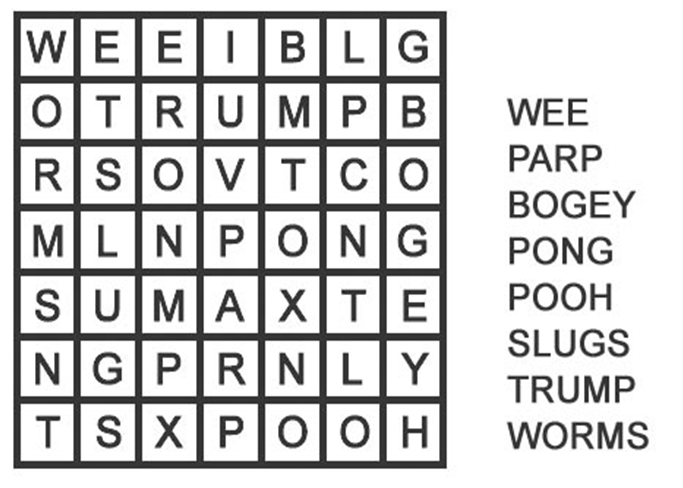 W E E I B L G
O T R U M P B
R S O V T C O
M L N P O N G
S U M A X T E
N G P R N L Y
T S X P O O H
WEE
PARP
BOGEY
PONG
POOH
SLUGS
TRUMP
WORMS